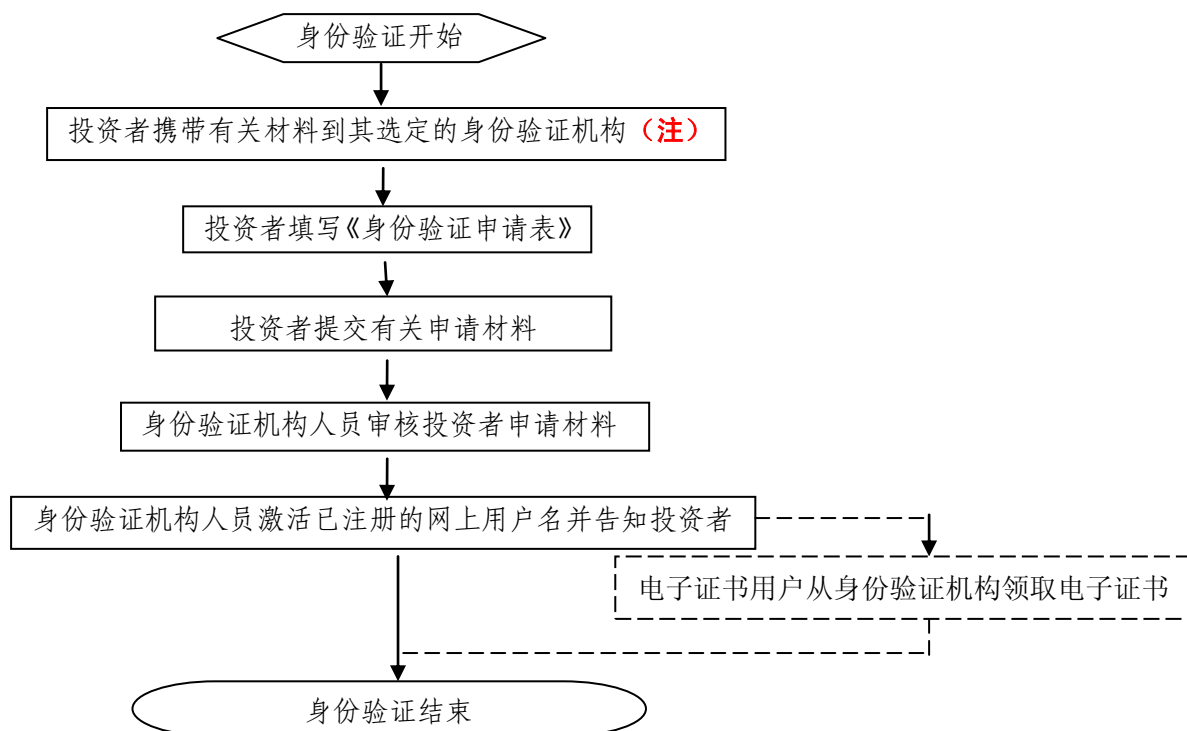 身份验证开始
投资者携带有关材料到其选定的身份验证机构（注）
投资者填写《身份验证申请表》
投资者提交有关申请材料
身份验证机构人员审核投资者申请材料
身份验证机构人员激活已注册的网上用户名并告知投资者
电子证书用户从身份验证机构领取电子证书
身份验证结束